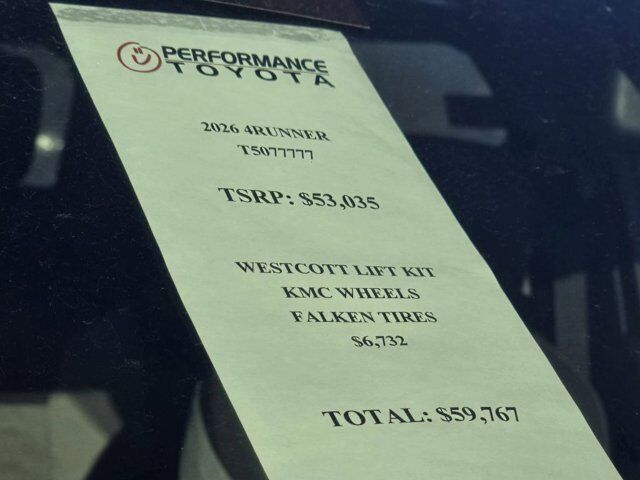 PERFORMANCE
TOYOTA
2026 4RUNNER
T5077777
TSRP: $53,035
WESTCOTT LIFT KIT
KMC WHEELS
FALKEN TIRES
$6,732
TOTAL: $59,767